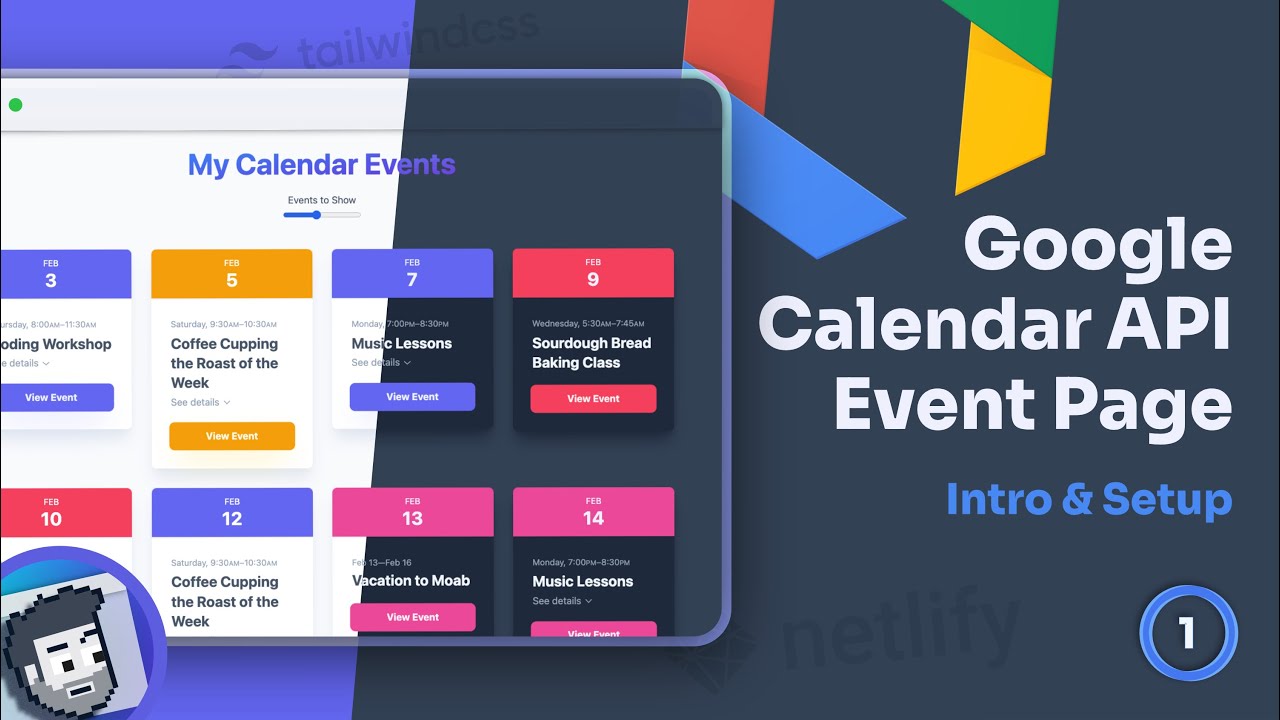 tailwindcss
My Calendar Events
Events to Show
FEB
3
ursday, 8:00AM–11:30AM
oding Workshop
e details
View Event
FEB
5
Saturday, 9:30AM–10:30AM
Coffee Cupping
the Roast of the
Week
See details
View Event
FEB
7
Monday, 7:00PM–8:30PM
Music Lessons
See details
View Event
FEB
9
Wednesday, 5:30AM–7:45AM
Sourdough Bread
Baking Class
View Event
FEB
10
FEB
12
Saturday, 9:30AM–10:30AM
Coffee Cupping
the Roast of the
Week
FEB
13
Feb 13—Feb 16
Vacation to Moab
View Event
FEB
14
Monday, 7:00PM–8:30PM
Music Lessons
See details
View Event
Google
Calendar API
Event Page
Intro & Setup
netlify
1